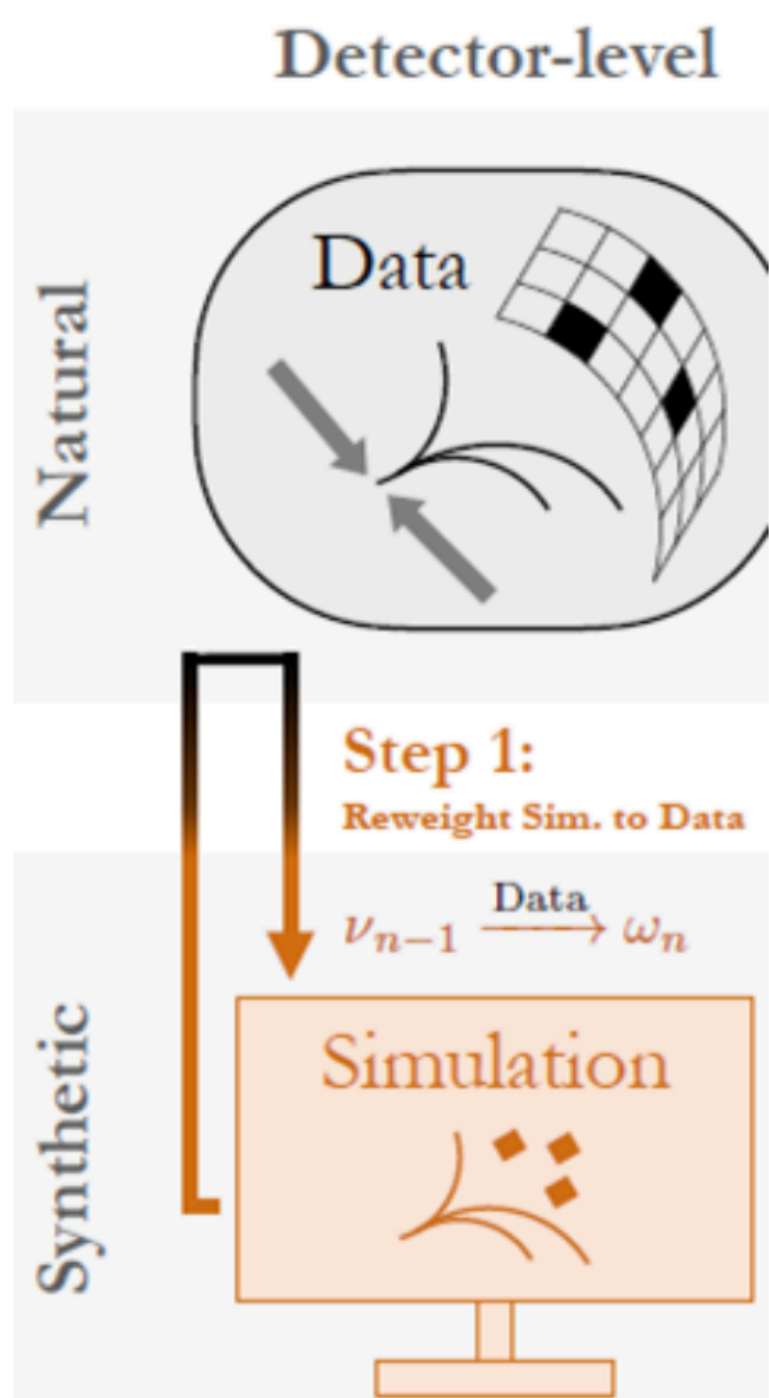 Detector-level
Natural
Data
Step 1:
Reweight Sim. to Data
Data
νₙ₋₁ ⟶ ωₙ
Synthetic
Simulation